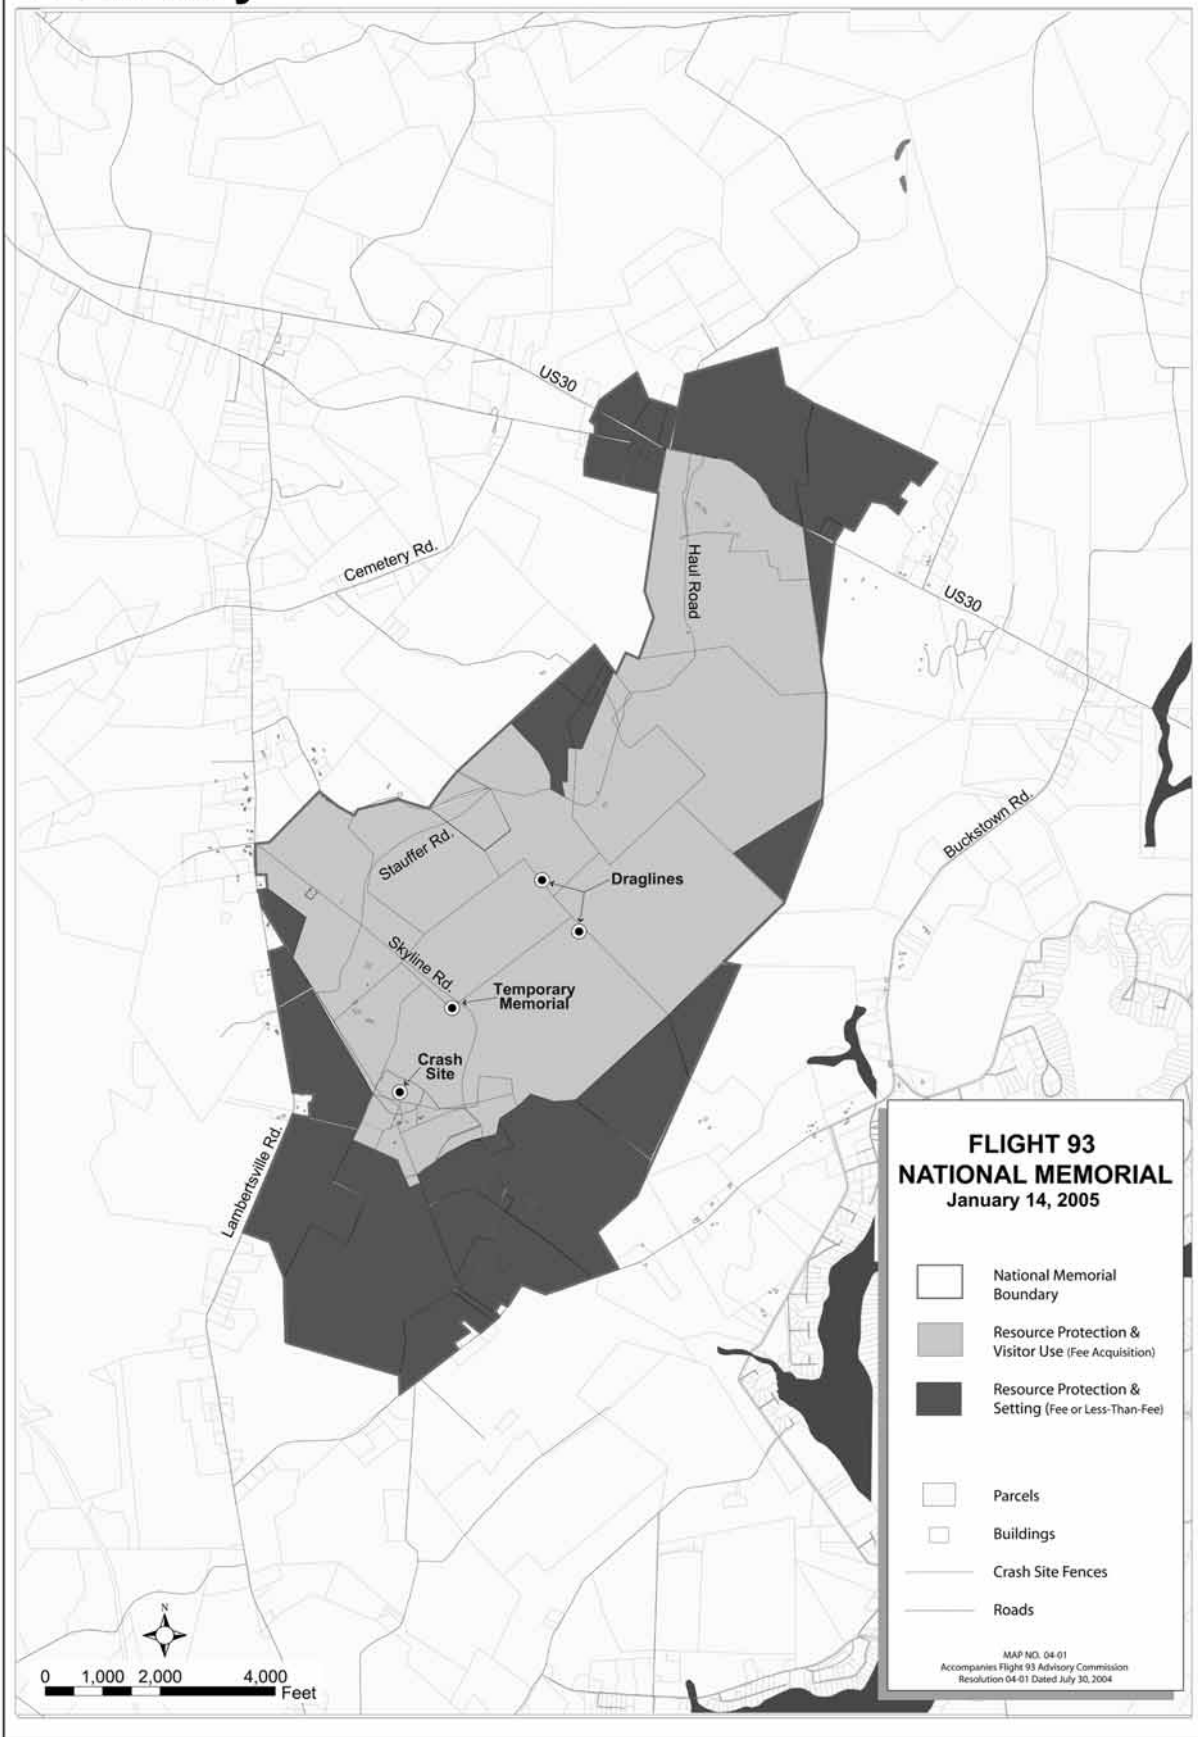 US30
Cemetery Rd.
Haul Road
US30
Stauffer Rd.
Buckstown Rd.
Draglines
Skyline Rd.
Temporary
Memorial
Crash
Site
Lambertsville Rd.
FLIGHT 93
NATIONAL MEMORIAL
January 14, 2005
National Memorial
Boundary
Resource Protection &
Visitor Use (Fee Acquisition)
Resource Protection &
Setting (Fee or Less-Than-Fee)
Parcels
Buildings
Crash Site Fences
Roads
MAP NO. 04-01
Accompanies Flight 93 Advisory Commission
Resolution 04-01 Dated July 30, 2004
N
0 1,000 2,000 4,000
Feet